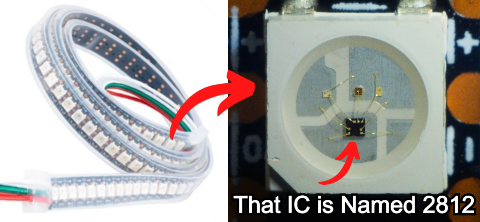 That IC is Named 2812